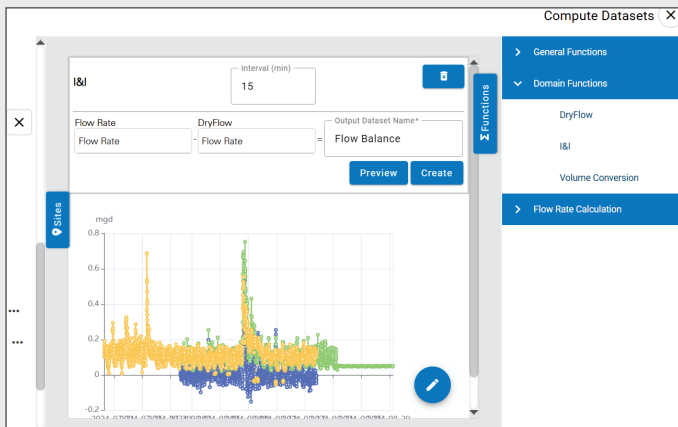 Compute Datasets
General Functions
Domain Functions
DryFlow
I&I
Volume Conversion
Flow Rate Calculation
Functions
Sites
I&I
Interval (min)
15
Flow Rate
DryFlow
Output Dataset Name*
Flow Rate
-
Flow Rate
=
Flow Balance
Preview
Create
mgd
0.8
0.6
0.4
0.2
0
-0.2